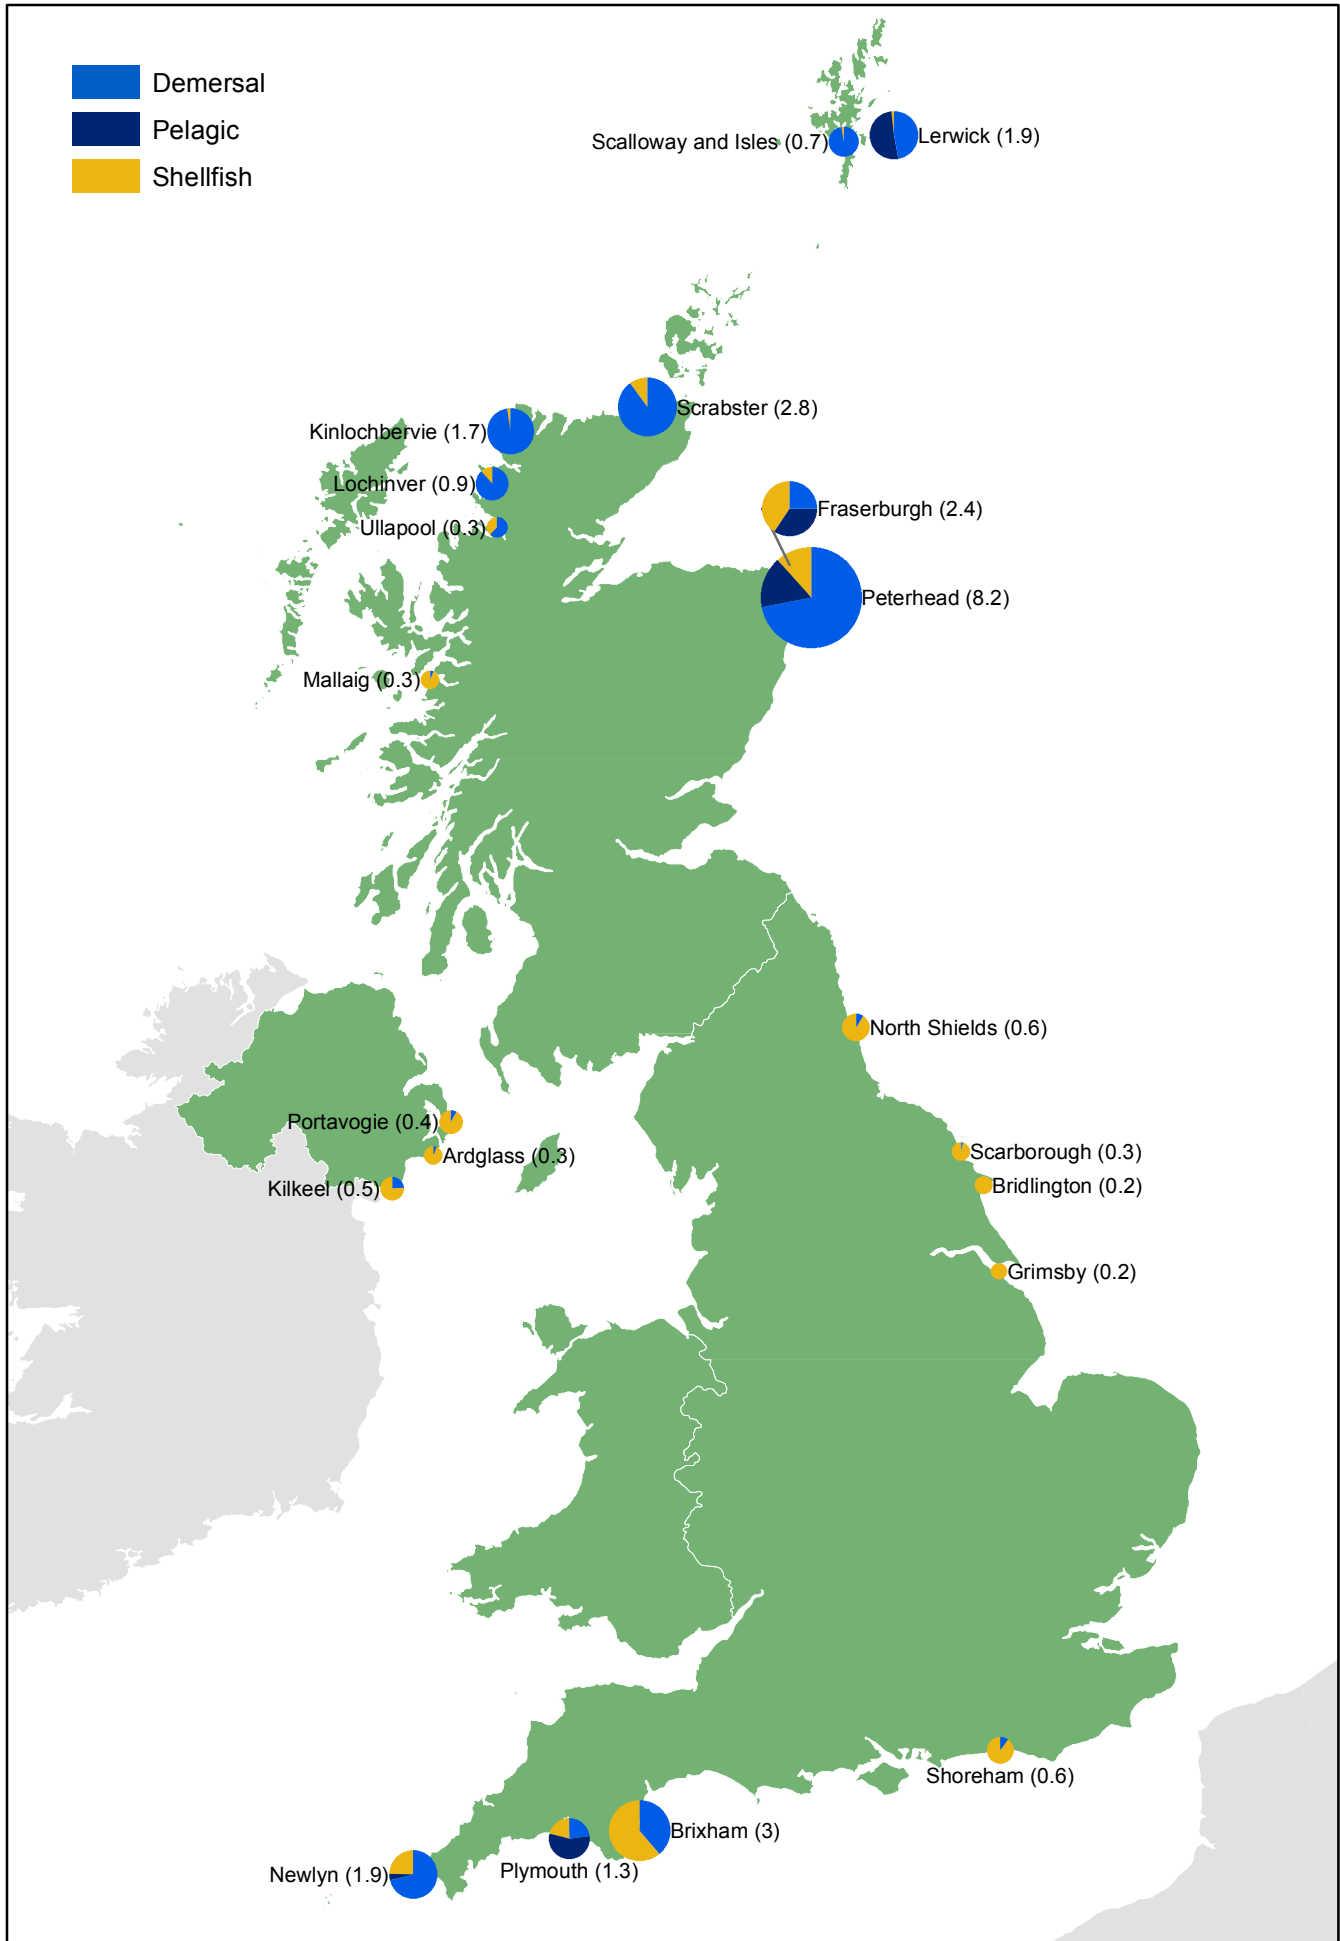 Demersal
Pelagic
Shellfish
Scalloway and Isles (0.7)
Lerwick (1.9)
Scrabster (2.8)
Kinlochbervie (1.7)
Lochinver (0.9)
Fraserburgh (2.4)
Ullapool (0.3)
Peterhead (8.2)
Mallaig (0.3)
North Shields (0.6)
Portavogie (0.4)
Scarborough (0.3)
Ardglass (0.3)
Kilkeel (0.5)
Bridlington (0.2)
Grimsby (0.2)
Shoreham (0.6)
Brixham (3)
Plymouth (1.3)
Newlyn (1.9)